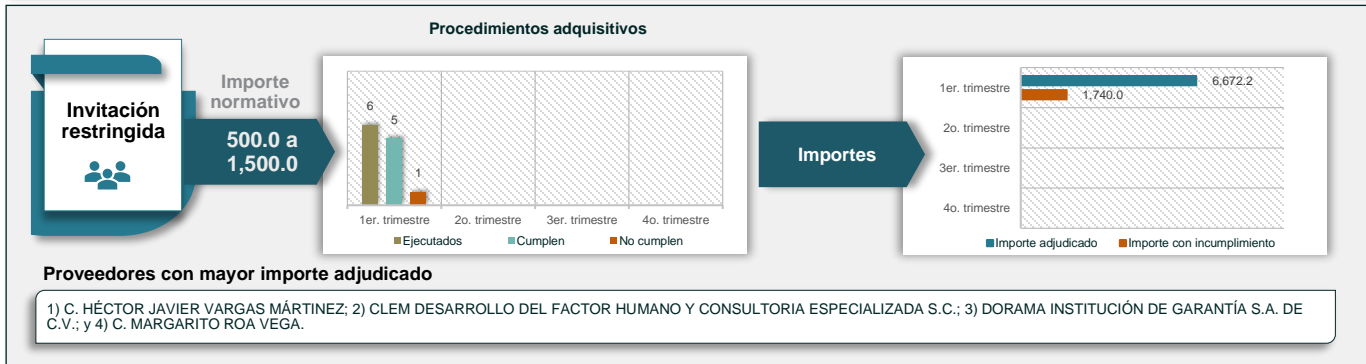 Procedimientos adquisitivos
Invitación
restringida
Importe
normativo
500.0 a
1,500.0
6
5
1
1er. trimestre
2o. trimestre
3er. trimestre
4o. trimestre
Ejecutados
Cumplen
No cumplen
Importes
1er. trimestre
2o. trimestre
3er. trimestre
4o. trimestre
6,672.2
1,740.0
Importe adjudicado
Importe con incumplimiento
Proveedores con mayor importe adjudicado
1) C. HÉCTOR JAVIER VARGAS MÁRTINEZ; 2) CLEM DESARROLLO DEL FACTOR HUMANO Y CONSULTORIA ESPECIALIZADA S.C.; 3) DORAMA INSTITUCIÓN DE GARANTÍA S.A. DE
C.V.; y 4) C. MARGARITO ROA VEGA.